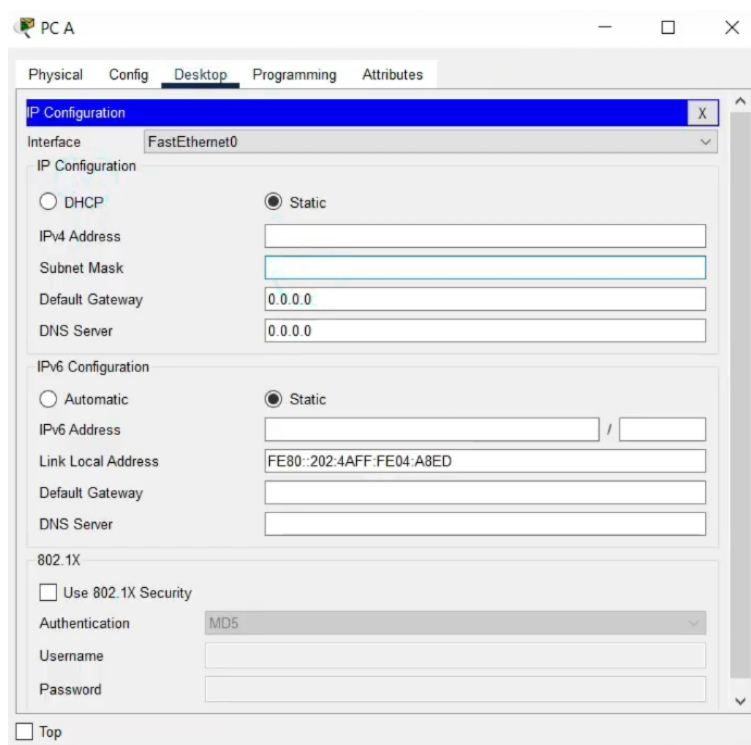 PC A
Physical Config Desktop Programming Attributes
IP Configuration X
Interface FastEthernet0
IP Configuration
DHCP Static
IPv4 Address
Subnet Mask
Default Gateway 0.0.0.0
DNS Server 0.0.0.0
IPv6 Configuration
Automatic Static
IPv6 Address /
Link Local Address FE80::202:4AFF:FE04:A8ED
Default Gateway
DNS Server
802.1X
Use 802.1X Security
Authentication MD5
Username
Password
Top